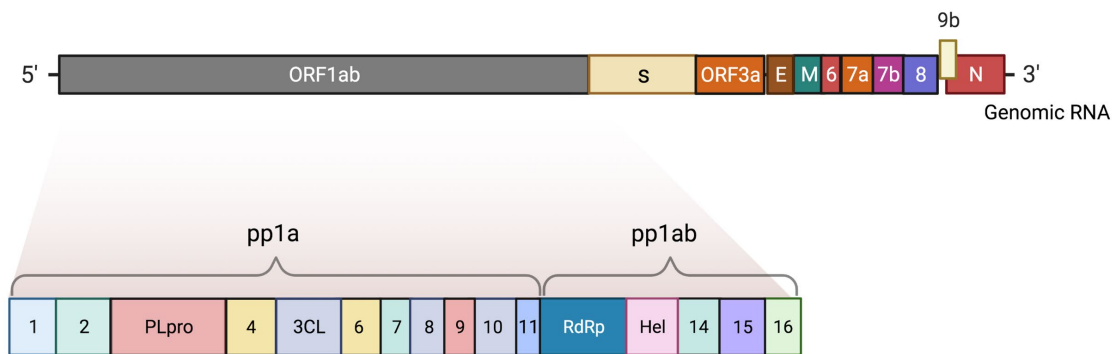 9b
5' ORF1ab S ORF3a E M 6 7a 7b 8 N 3'
Genomic RNA
pp1a pp1ab
1 2 PLpro 4 3CL 6 7 8 9 10 11 RdRp Hel 14 15 16